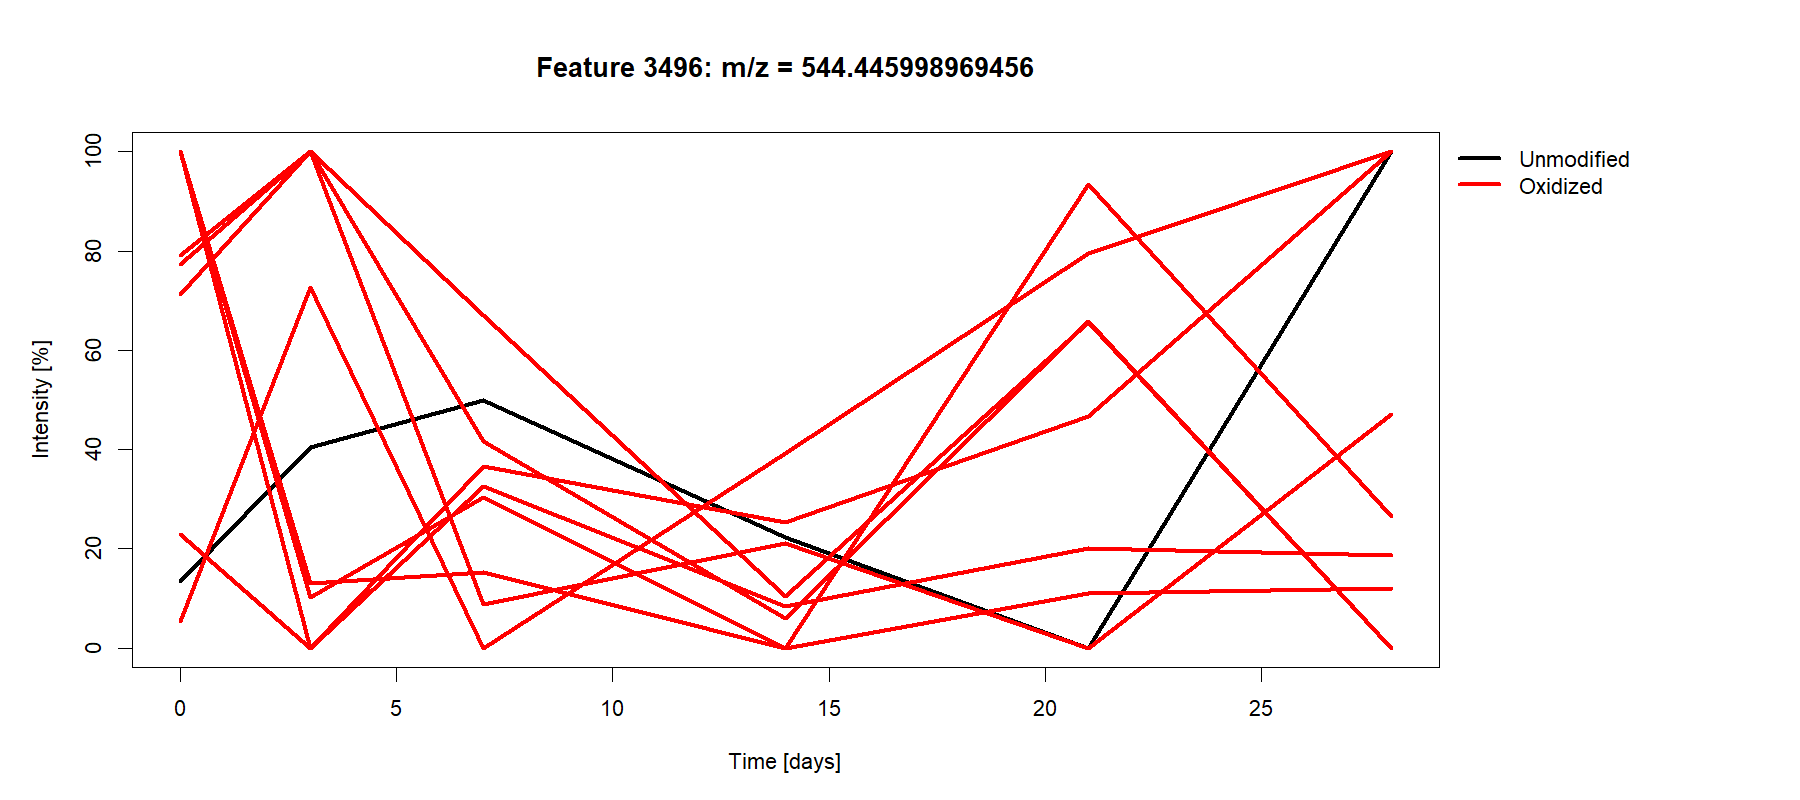 Feature 3496: m/z = 544.445998969456
Unmodified
Oxidized
Intensity [%]
100
80
60
40
20
0
0 5 10 15 20 25
Time [days]